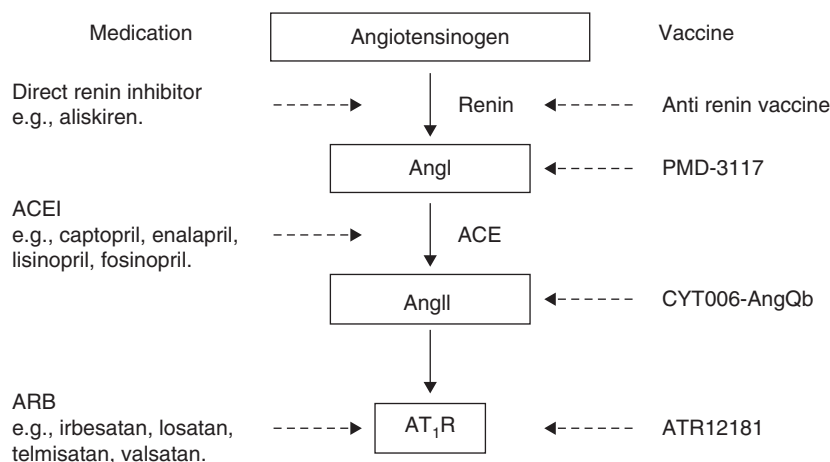 Medication
Angiotensinogen
Vaccine
Direct renin inhibitor
e.g., aliskiren.
Renin
Anti renin vaccine
AngI
PMD-3117
ACEI
e.g., captopril, enalapril,
lisinopril, fosinopril.
ACE
AngII
CYT006-AngQb
ARB
e.g., irbesatan, losatan,
telmisatan, valsatan.
AT₁R
ATR12181